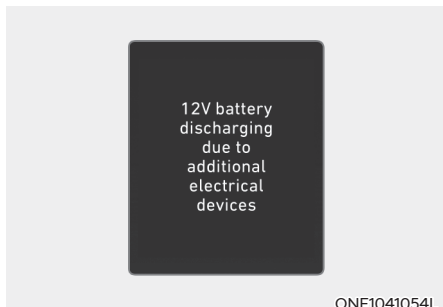 12V battery
discharging
due to
additional
electrical
devices
ONE1041054L